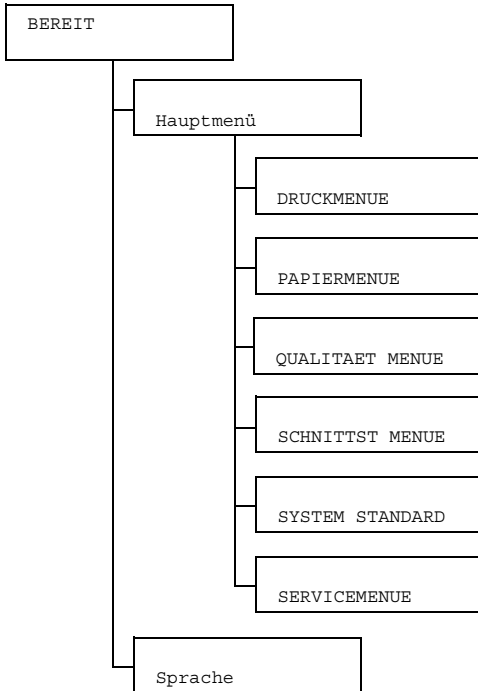 BEREIT
Hauptmenü
DRUCKMENUE
PAPIERMENUE
QUALITAET MENUE
SCHNITTST MENUE
SYSTEM STANDARD
SERVICEMENUE
Sprache